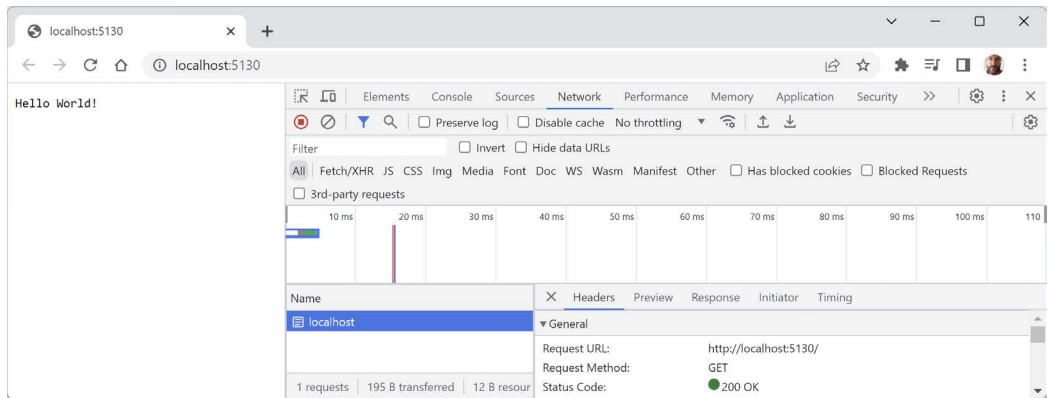 localhost:5130
localhost:5130
Hello World!
Elements Console Sources Network Performance Memory Application Security
Preserve log Disable cache No throttling
Filter Invert Hide data URLs
All Fetch/XHR JS CSS Img Media Font Doc WS Wasm Manifest Other Has blocked cookies Blocked Requests
3rd-party requests
10 ms 20 ms 30 ms 40 ms 50 ms 60 ms 70 ms 80 ms 90 ms 100 ms 110
Name
Headers Preview Response Initiator Timing
localhost
General
Request URL: http://localhost:5130/
Request Method: GET
1 requests 195 B transferred 12 B resour
Status Code: 200 OK